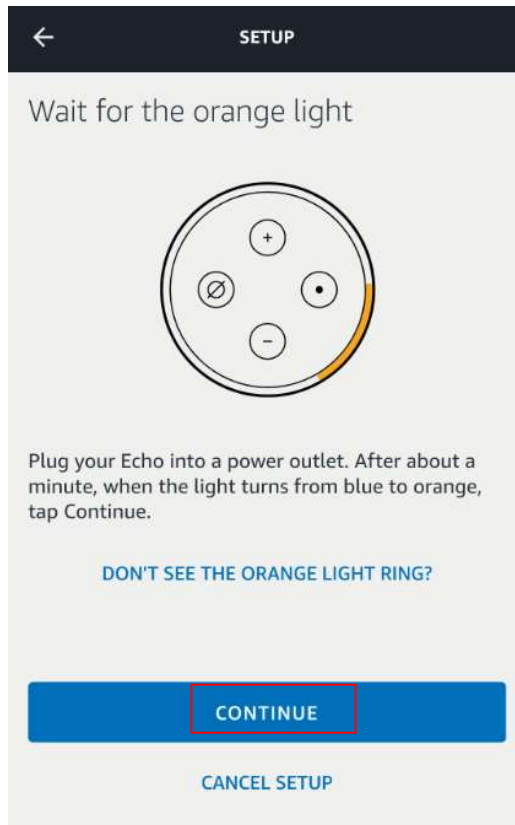 SETUP
Wait for the orange light
Plug your Echo into a power outlet. After about a
minute, when the light turns from blue to orange,
tap Continue.
DON'T SEE THE ORANGE LIGHT RING?
CONTINUE
CANCEL SETUP